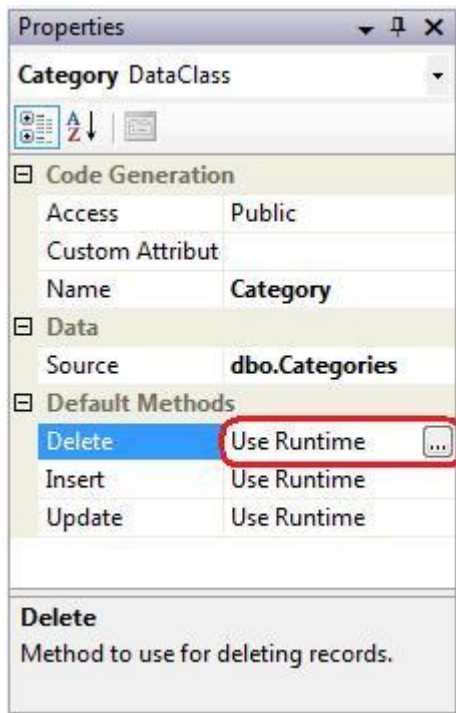 Properties
Category DataClass
A
Z
Code Generation
Access Public
Custom Attribut
Name Category
Data
Source dbo.Categories
Default Methods
Delete Use Runtime ...
Insert Use Runtime
Update Use Runtime
Delete
Method to use for deleting records.